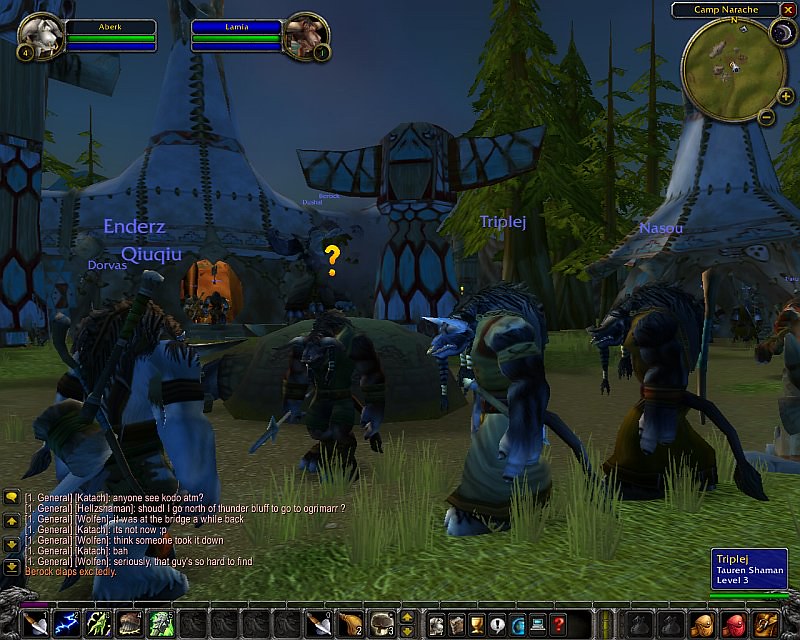 Aberk
Lamia
Camp Narache
N
4
Berock
Enderz
Qiuqiu
Dorvas
Triplej
Nasou
[1. General] [Katach]: anyone see kodo atm?
[1. General] [Hellzshaman]: shoudl I go north of thunder bluff to go to ogrimarr ?
[1. General] [Wolfen]: it was at the bridge a while back
[1. General] [Katach]: its not now ;p
[1. General] [Wolfen]: think someone took it down
[1. General] [Katach]: bah
[1. General] [Wolfen]: seriously, that guy's so hard to find
Berock claps excitedly.
Triplej
Tauren Shaman
Level 3